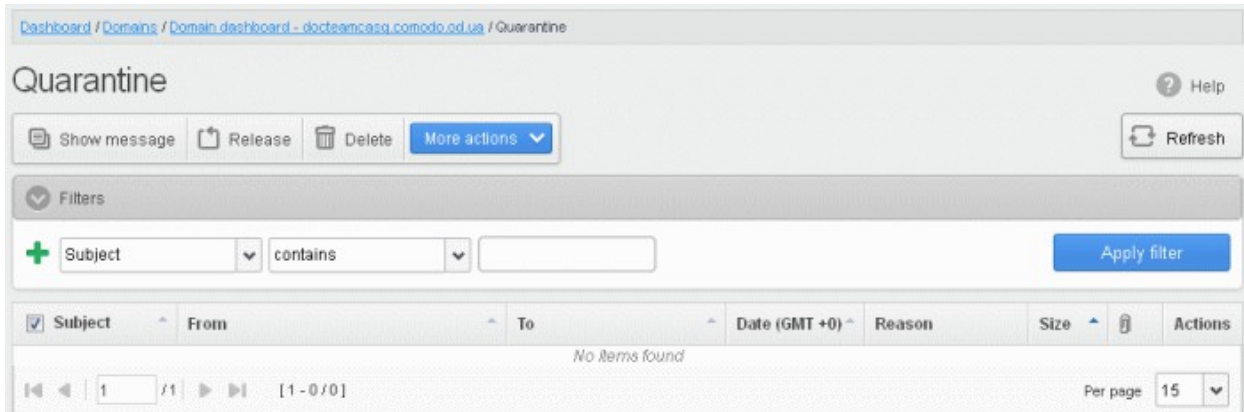 Dashboard / Domains / Domain dashboard - docteamcasg.comodo.od.ua / Quarantine
Quarantine
Help
Show message Release Delete More actions
Refresh
Filters
Subject contains Apply filter
Subject From To Date (GMT +0) Reason Size Actions
No items found
1 /1 [1 - 0 / 0] Per page 15